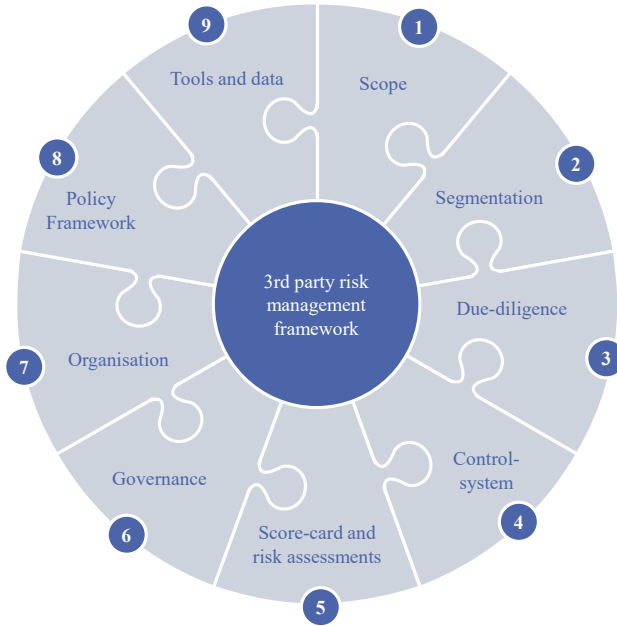 3rd party risk
management
framework
1
Scope
2
Segmentation
3
Due-diligence
4
Control-
system
5
Score-card and
risk assessments
6
Governance
7
Organisation
8
Policy
Framework
9
Tools and data